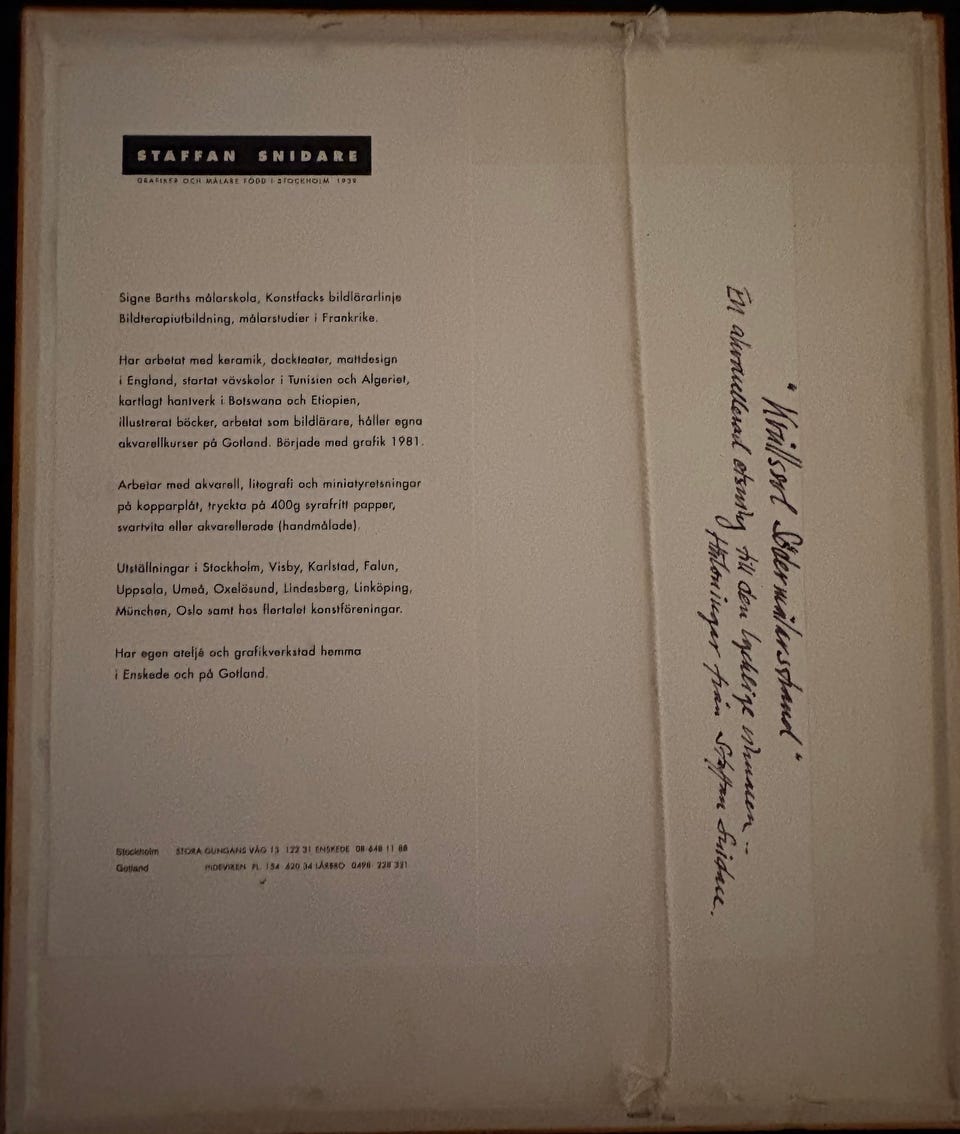 STAFFAN SNIDARE
GRAFIKER OCH MÅLARE FÖDD I STOCKHOLM 1939
Signe Barths målarskola, Konstfacks bildlärarlinje
Bildterapiutbildning, målarstudier i Frankrike.
Har arbetat med keramik, dockteater, mattdesign
i England, startat vävskolor i Tunisien och Algeriet,
kartlagt hantverk i Botswana och Etiopien,
illustrerat böcker, arbetat som bildlärare, håller egna
akvarellkurser på Gotland. Började med grafik 1981.
Arbetar med akvarell, litografi och miniatyretsningar
på kopparplåt, tryckta på 400g syrafritt papper,
svartvita eller akvarellerade (handmålade).
Utställningar i Stockholm, Visby, Karlstad, Falun,
Uppsala, Umeå, Oxelösund, Lindesberg, Linköping,
München, Oslo samt hos flertalet konstföreningar.
Har egen ateljé och grafikverkstad hemma
i Enskede och på Gotland.
Stockholm STORA GUNGANS VÄG 13 122 31 ENSKEDE 08-648 11 88
Gotland HIDEVIKEN PL. 154 620 34 LÄRBRO 0498-228 321
"Kvällssol Södermälarstrand"
En akvarellerad etsning till den lycklige vinnaren -
Hälsningar från Staffan Snidare.